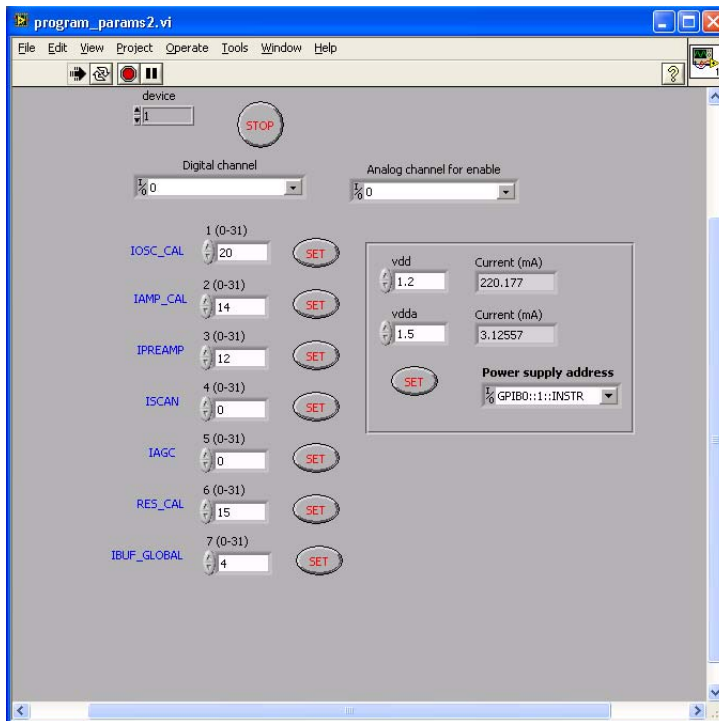 program_params2.vi
File Edit View Project Operate Tools Window Help
1
device
1
STOP
Digital channel
0
Analog channel for enable
0
1 (0-31)
IOSC_CAL
20
SET
2 (0-31)
IAMP_CAL
14
SET
3 (0-31)
IPREAMP
12
SET
4 (0-31)
ISCAN
0
SET
5 (0-31)
IAGC
0
SET
6 (0-31)
RES_CAL
15
SET
7 (0-31)
IBUF_GLOBAL
4
SET
vdd
1.2
Current (mA)
220.177
vdda
1.5
Current (mA)
3.12557
SET
Power supply address
GPIB0::1::INSTR